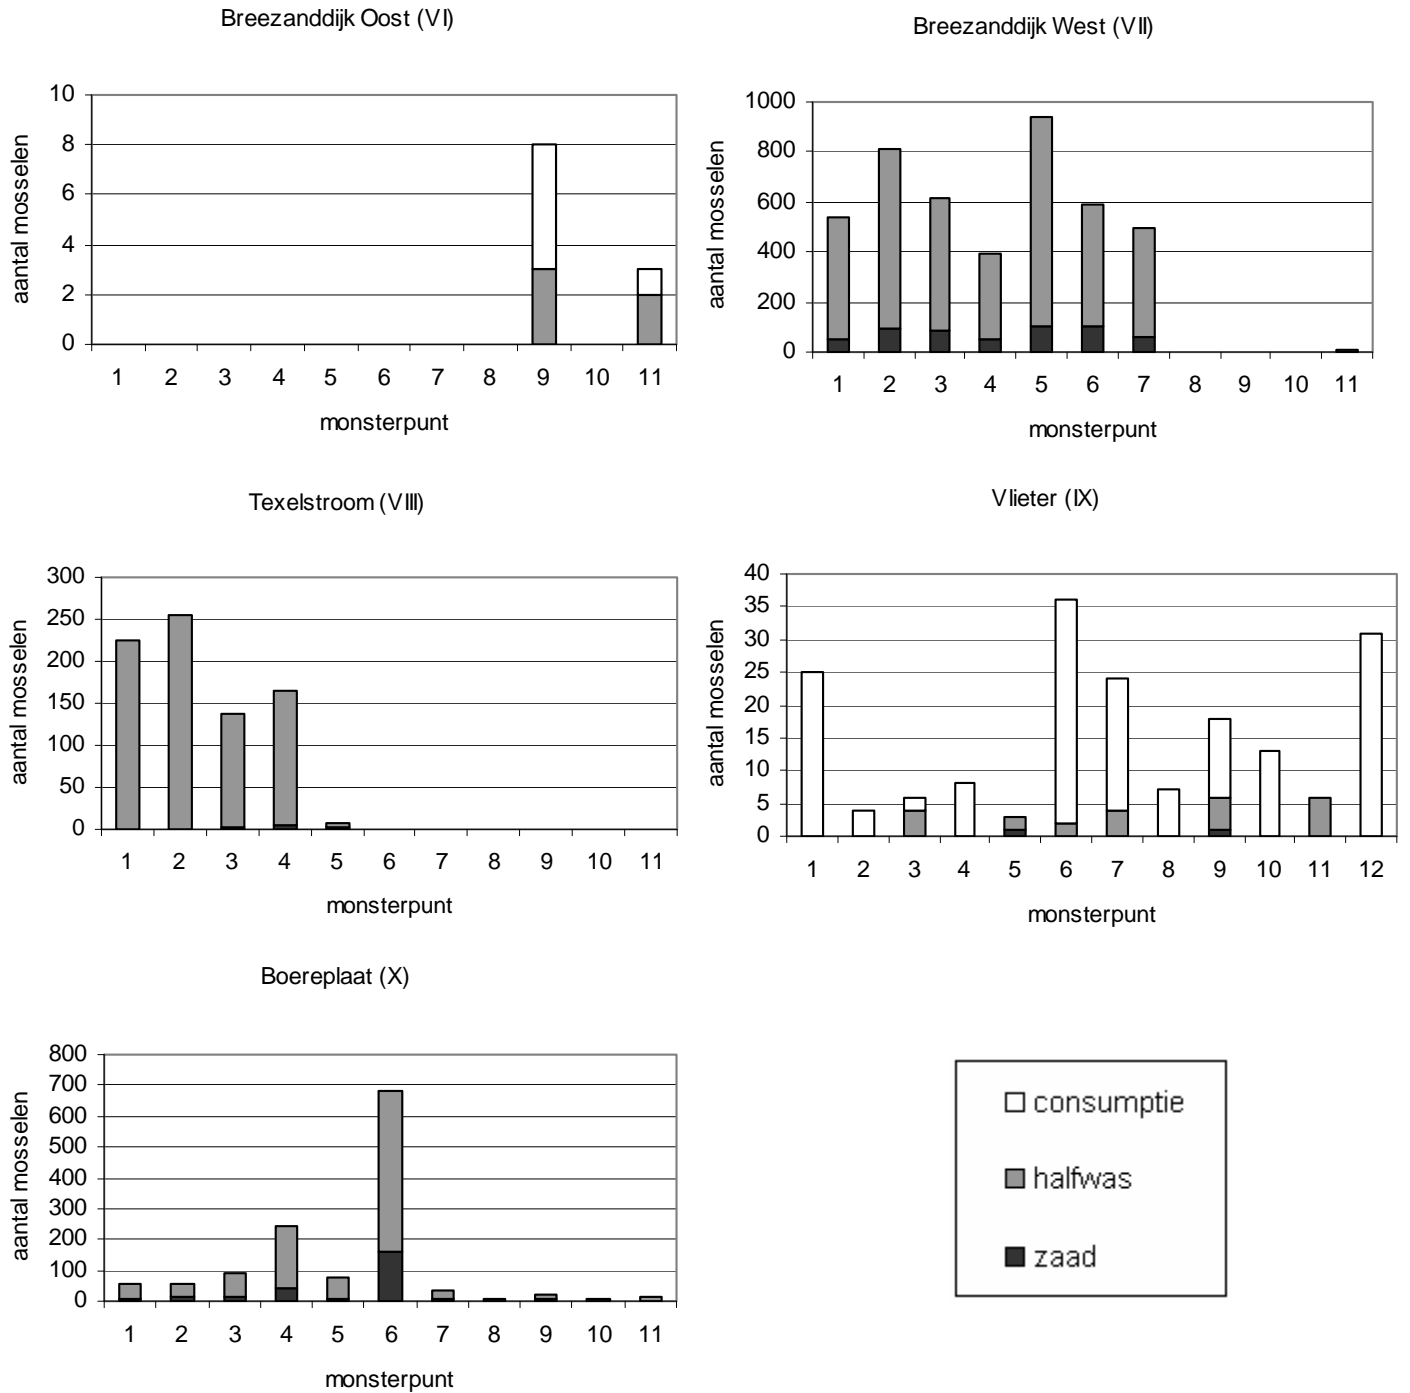 Breezanddijk Oost (VI)
10
8
6
4
2
0
aantal mosselen
1 2 3 4 5 6 7 8 9 10 11
monsterpunt
Breezanddijk West (VII)
1000
800
600
400
200
0
aantal mosselen
1 2 3 4 5 6 7 8 9 10 11
monsterpunt
Texelstroom (VIII)
300
250
200
150
100
50
0
aantal mosselen
1 2 3 4 5 6 7 8 9 10 11
monsterpunt
Vlieter (IX)
40
35
30
25
20
15
10
5
0
aantal mosselen
1 2 3 4 5 6 7 8 9 10 11 12
monsterpunt
Boereplaat (X)
800
700
600
500
400
300
200
100
0
aantal mosselen
1 2 3 4 5 6 7 8 9 10 11
monsterpunt
consumptie
halfwas
zaad